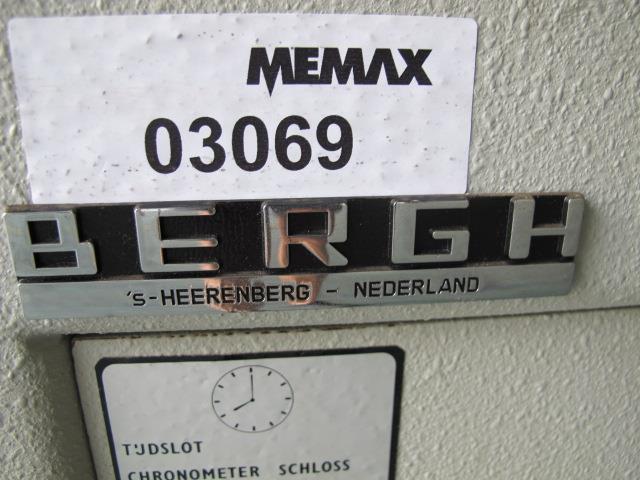 MEMAX
03069
BERGH
's-HEERENBERG - NEDERLAND
TIJDSLOT
CHRONOMETER SCHLOSS